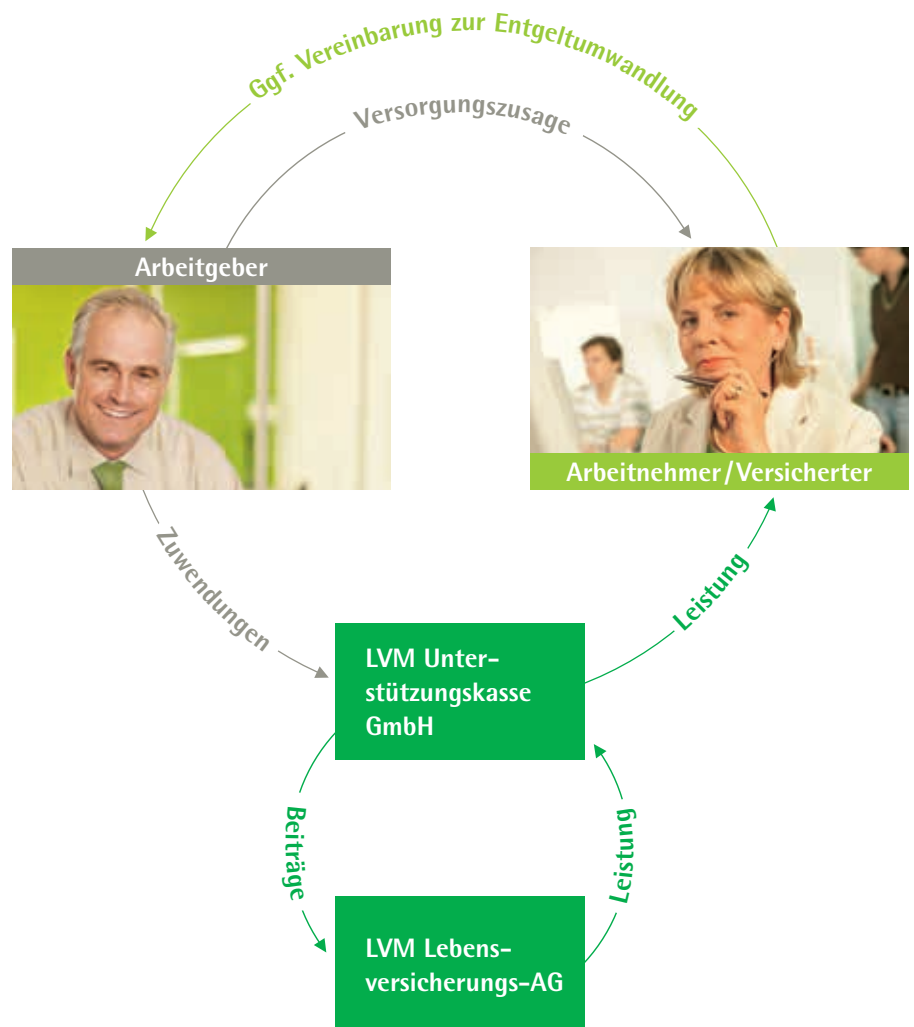 Ggf. Vereinbarung zur Entgeltumwandlung
Versorgungszusage
Arbeitgeber
Arbeitnehmer/Versicherter
Zuwendungen
Leistung
LVM Unter-
stützungskasse
GmbH
Beiträge
Leistung
LVM Lebens-
versicherungs-AG